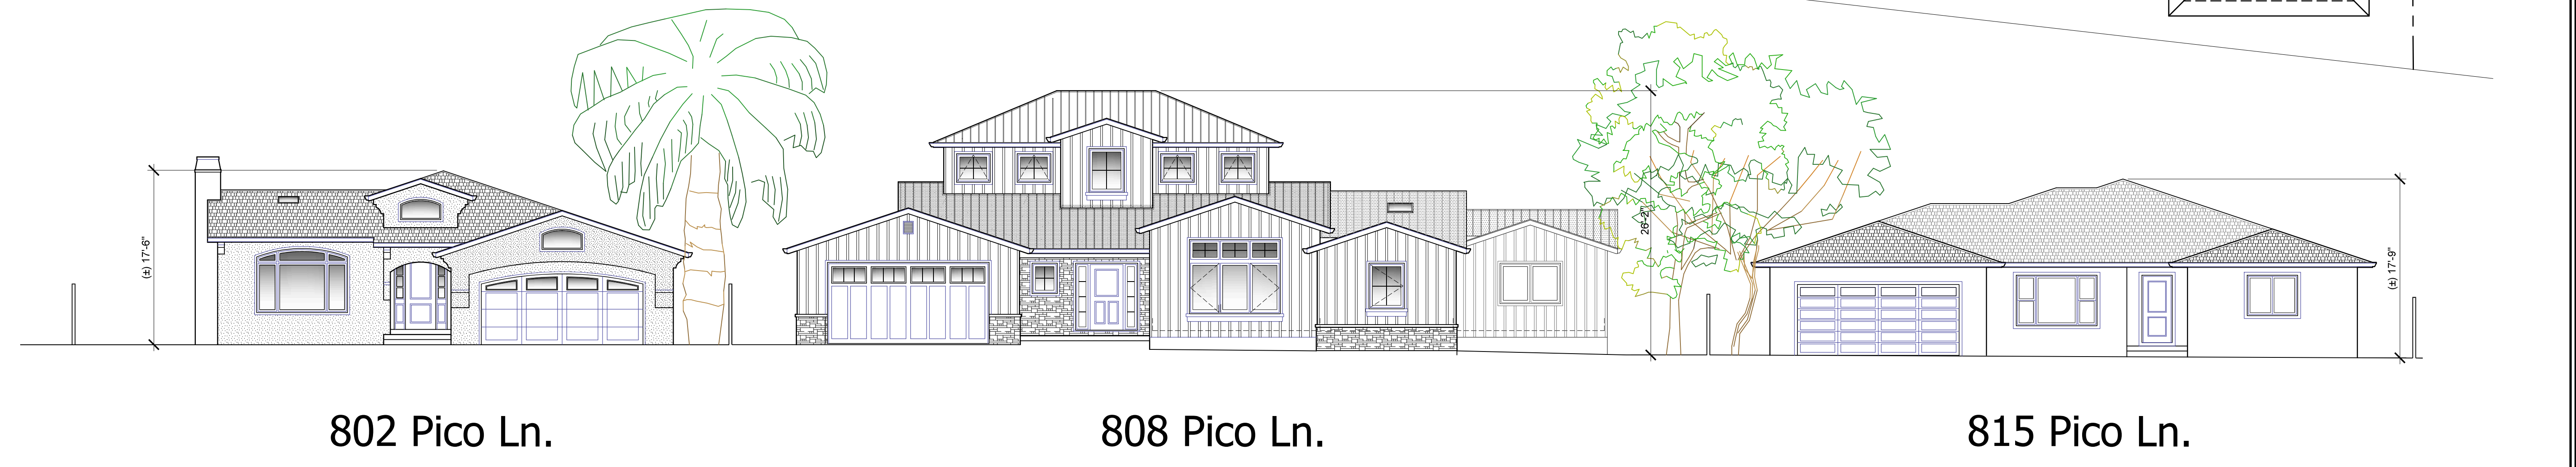 (±) 17'-6"
26'-2"
(±) 17'-9"
802 Pico Ln.
808 Pico Ln.
815 Pico Ln.